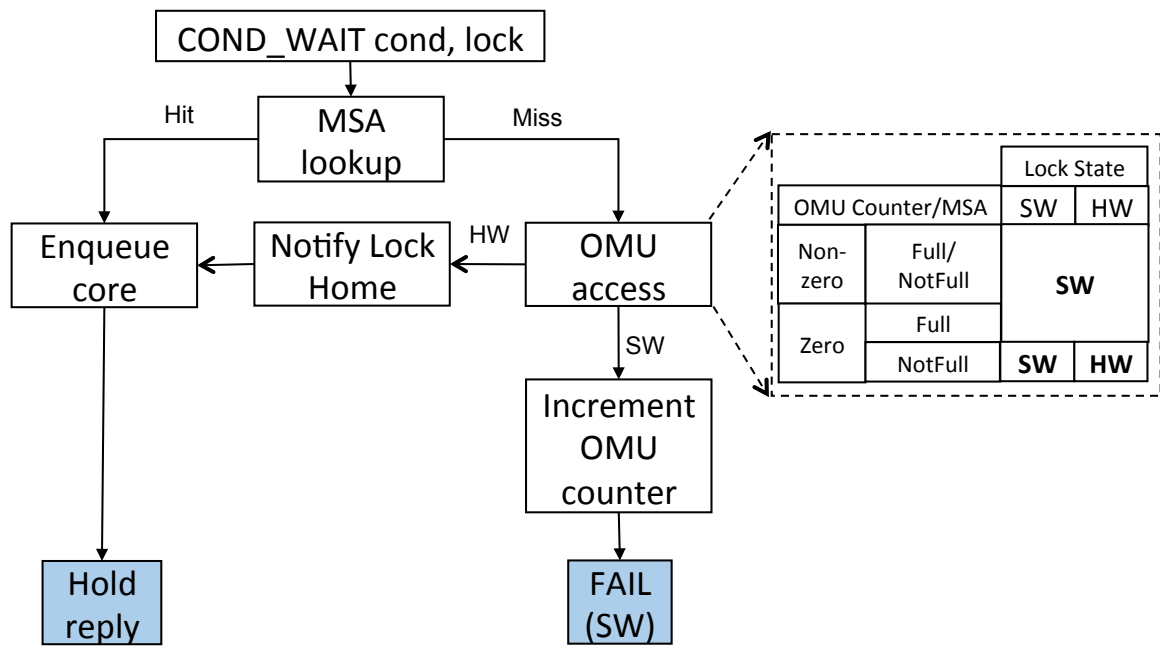 COND_WAIT cond, lock
Hit
MSA
lookup
Miss
Enqueue
core
Notify Lock
Home
HW
OMU
access
SW
Increment
OMU
counter
Hold
reply
FAIL
(SW)
Lock State
OMU Counter/MSA SW HW
Non-
zero
Full/
NotFull
SW
Zero
Full
NotFull SW HW